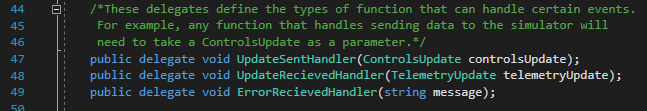 44 /*These delegates define the types of function that can handle certain events.
45 For example, any function that handles sending data to the simulator will
46 need to take a ControlsUpdate as a parameter.*/
47 public delegate void UpdateSentHandler(ControlsUpdate controlsUpdate);
48 public delegate void UpdateRecievedHandler(TelemetryUpdate telemetryUpdate);
49 public delegate void ErrorRecievedHandler(string message);
50